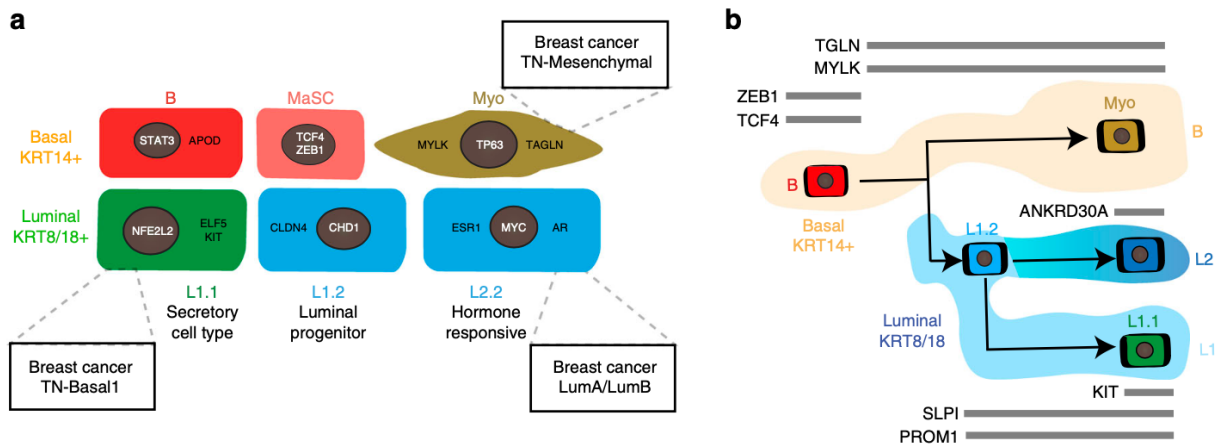 a
Breast cancer
TN-Mesenchymal
B
MaSC
Myo
Basal
KRT14+
STAT3
APOD
TCF4
ZEB1
MYLK
TP63
TAGLN
Luminal
KRT8/18+
NFE2L2
ELF5
KIT
CLDN4
CHD1
ESR1
MYC
AR
L1.1
Secretory
cell type
L1.2
Luminal
progenitor
L2.2
Hormone
responsive
Breast cancer
TN-Basal1
Breast cancer
LumA/LumB
b
TGLN
MYLK
ZEB1
TCF4
Myo
B
B
Basal
KRT14+
ANKRD30A
L1.2
L2
Luminal
KRT8/18
L1.1
L1
KIT
SLPI
PROM1